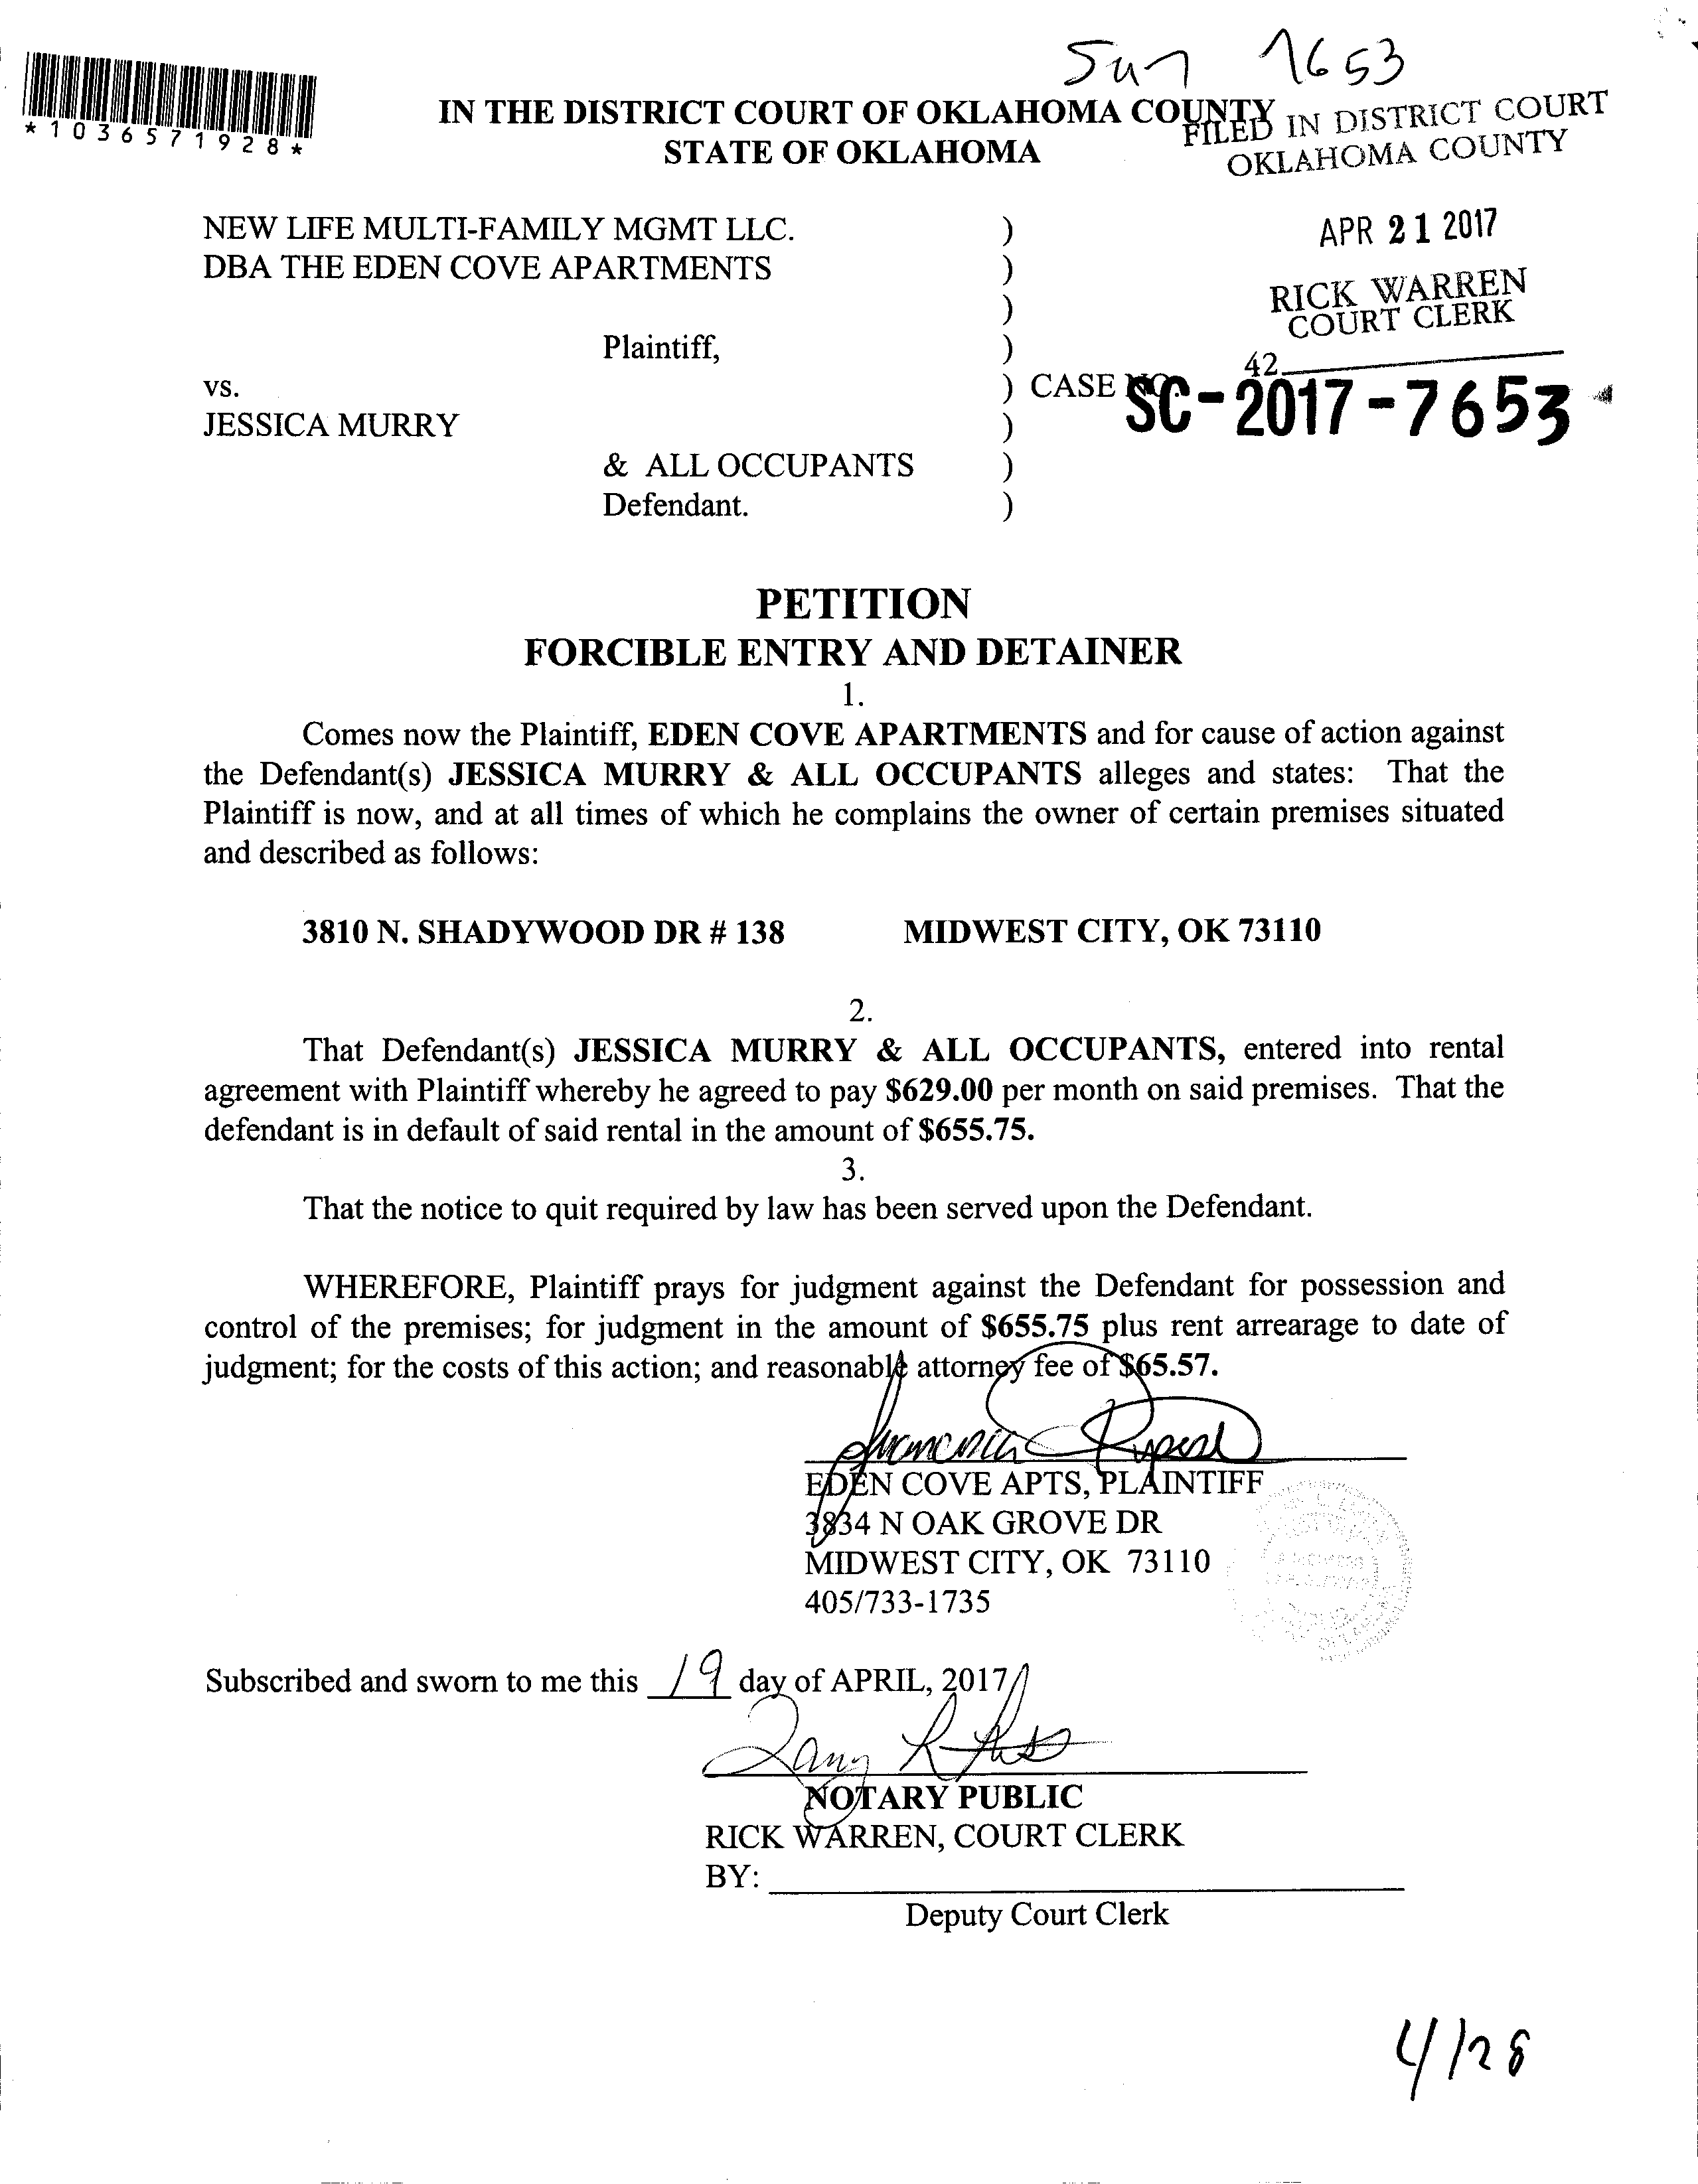 7653
*1036571928*
IN THE DISTRICT COURT OF OKLAHOMA COUNTY
STATE OF OKLAHOMA
FILED IN DISTRICT COURT
OKLAHOMA COUNTY
NEW LIFE MULTI-FAMILY MGMT LLC. )
DBA THE EDEN COVE APARTMENTS )
)
APR 21 2017
RICK WARREN
COURT CLERK
42
Plaintiff, )
vs. ) CASE NO.
SC-2017-7653
JESSICA MURRY )
& ALL OCCUPANTS )
Defendant. )
PETITION
FORCIBLE ENTRY AND DETAINER
1.
Comes now the Plaintiff, EDEN COVE APARTMENTS and for cause of action against
the Defendant(s) JESSICA MURRY & ALL OCCUPANTS alleges and states: That the
Plaintiff is now, and at all times of which he complains the owner of certain premises situated
and described as follows:
3810 N. SHADYWOOD DR # 138 MIDWEST CITY, OK 73110
2.
That Defendant(s) JESSICA MURRY & ALL OCCUPANTS, entered into rental
agreement with Plaintiff whereby he agreed to pay $629.00 per month on said premises. That the
defendant is in default of said rental in the amount of $655.75.
3.
That the notice to quit required by law has been served upon the Defendant.
WHEREFORE, Plaintiff prays for judgment against the Defendant for possession and
control of the premises; for judgment in the amount of $655.75 plus rent arrearage to date of
judgment; for the costs of this action; and reasonable attorney fee of $65.57.
EDEN COVE APTS, PLAINTIFF
3834 N OAK GROVE DR
MIDWEST CITY, OK 73110
405/733-1735
Subscribed and sworn to me this 19 day of APRIL, 2017
NOTARY PUBLIC
RICK WARREN, COURT CLERK
BY:
Deputy Court Clerk
4/28